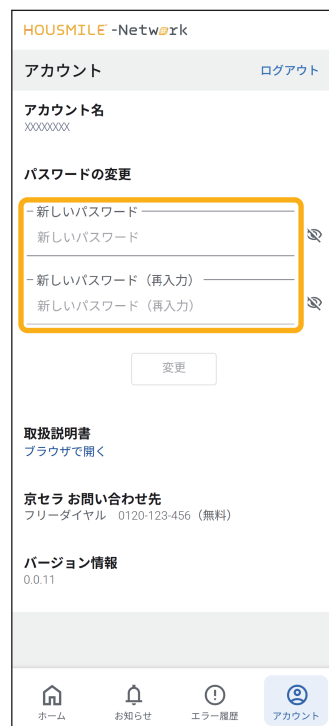 HOUSMILE-Network
アカウント ログアウト
アカウント名
XXXXXXXX
パスワードの変更
新しいパスワード
新しいパスワード
新しいパスワード（再入力）
新しいパスワード（再入力）
変更
取扱説明書
ブラウザで開く
京セラ お問い合わせ先
フリーダイヤル 0120-123-456（無料）
バージョン情報
0.0.11
ホーム お知らせ エラー履歴 アカウント